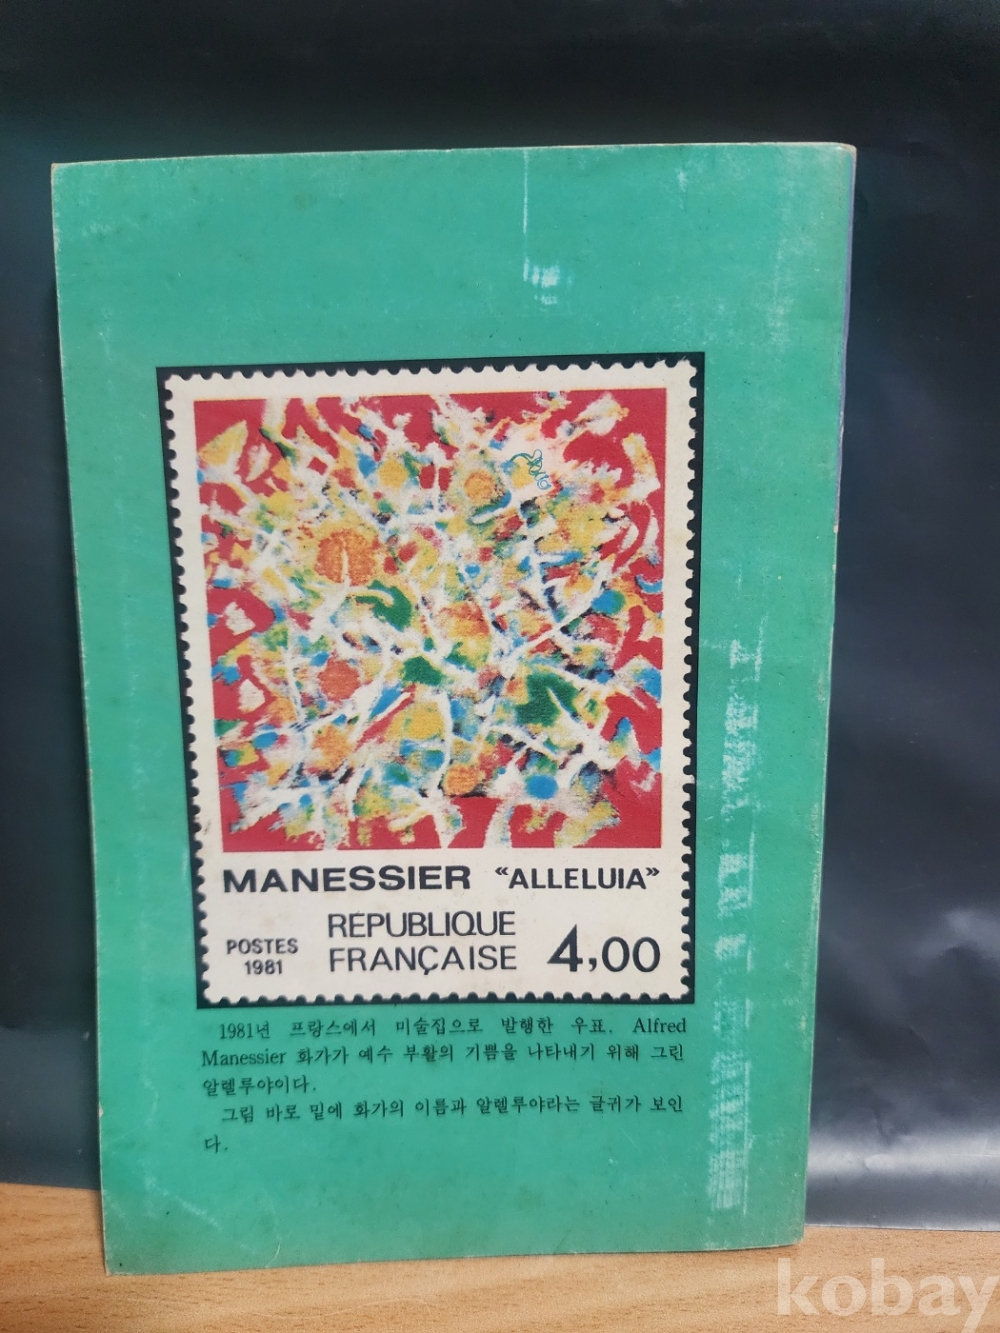 MANESSIER «ALLELUIA»
POSTES
1981
RÉPUBLIQUE
FRANÇAISE
4,00
1981년 프랑스에서 미술집으로 발행한 우표. Alfred
Manessier 화가가 예수 부활의 기쁨을 나타내기 위해 그린
알렐루야이다.
그림 바로 밑에 화가의 이름과 알렐루야라는 글귀가 보인
다.
kobay